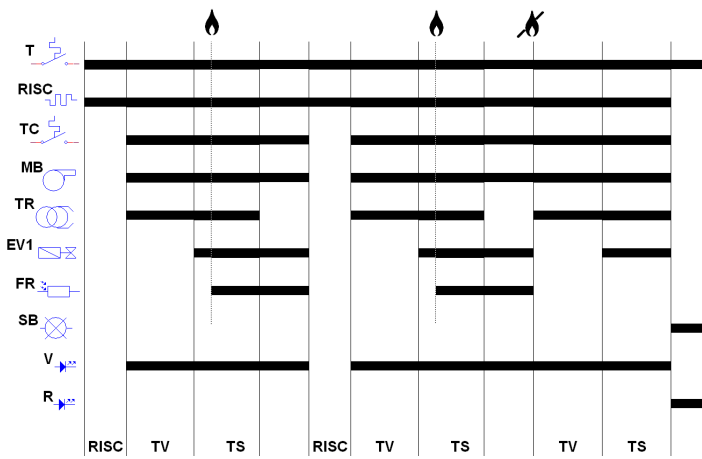 T
RISC
TC
MB
TR
EV1
FR
SB
V
R
RISC TV TS RISC TV TS TV TS